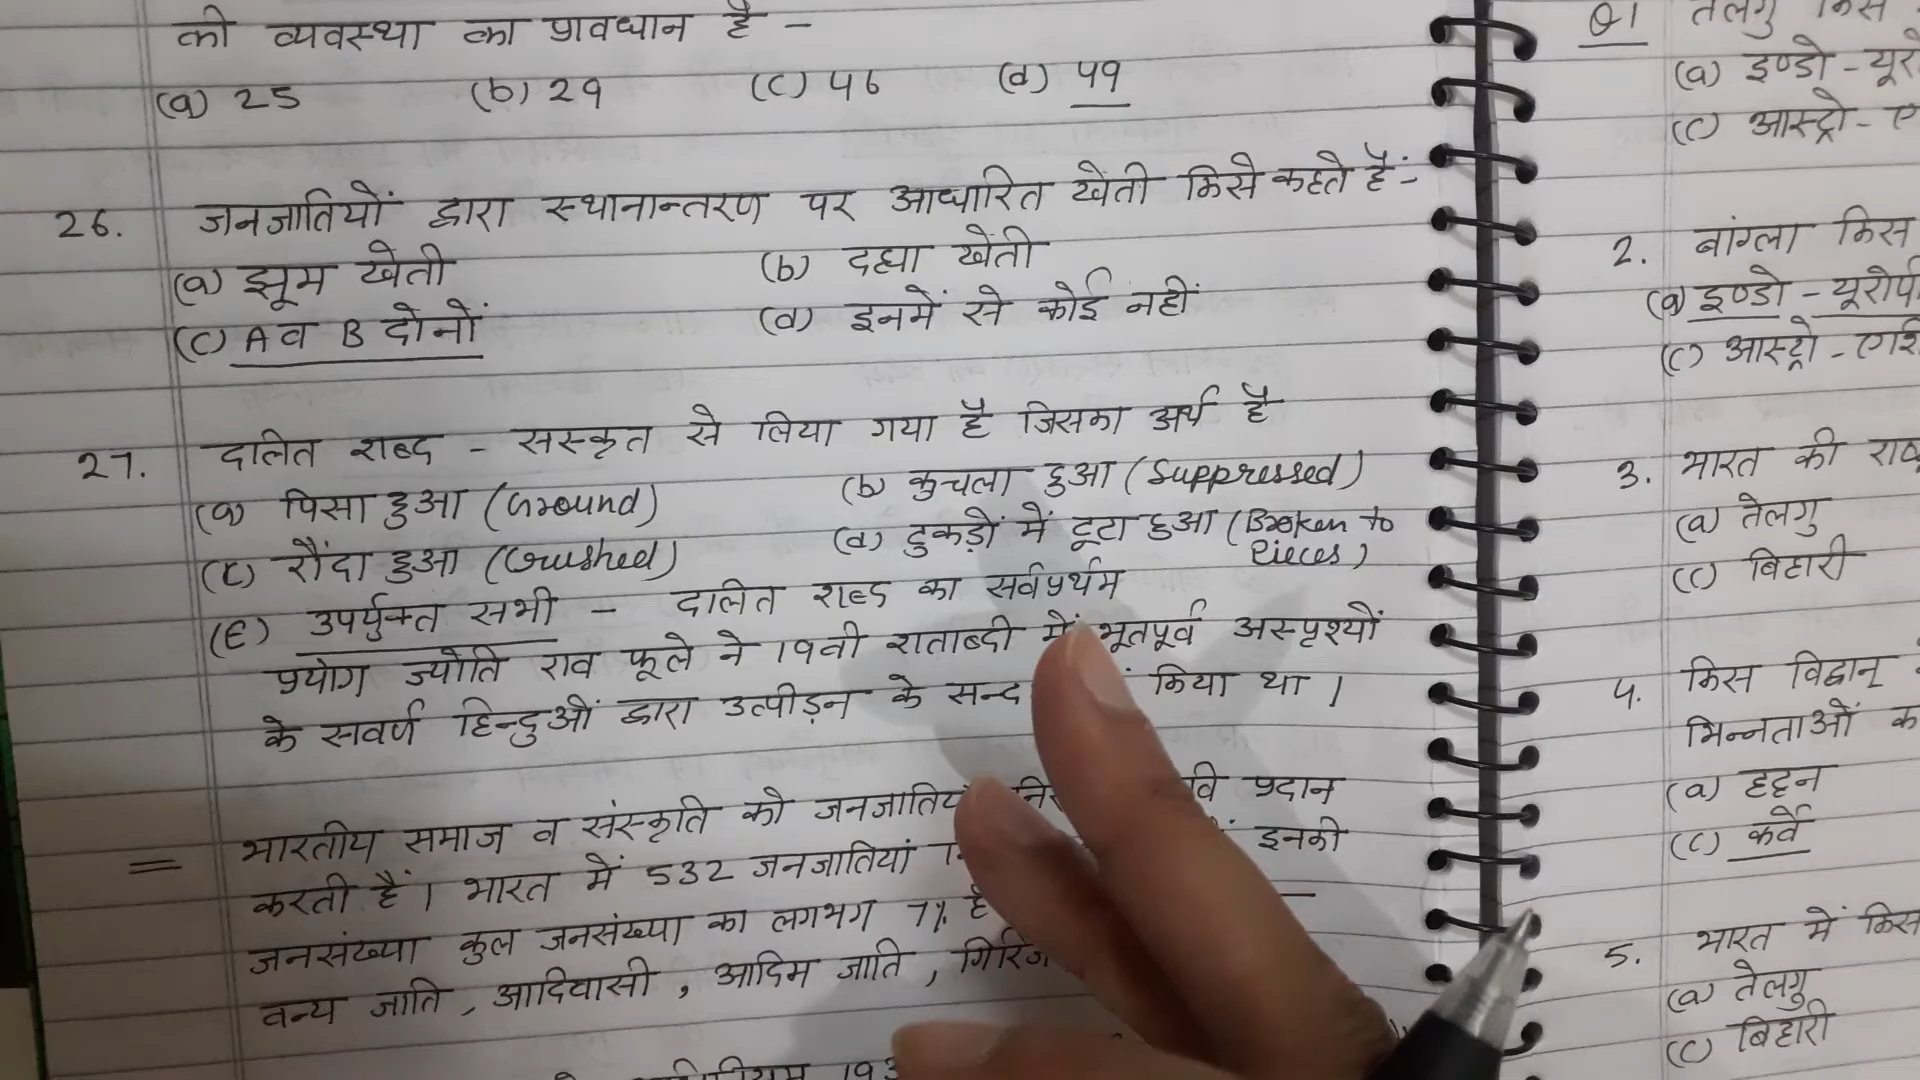 की व्यवस्था का प्रावधान है –
(a) 25 (b) 29 (c) 46 (d) 49
26. जनजातियों द्वारा स्थानान्तरण पर आधारित खेती किसे कहते हैं:-
(a) झूम खेती (b) दह्या खेती
(c) A व B दोनों (d) इनमें से कोई नहीं
27. दलित शब्द - संस्कृत से लिया गया है जिसका अर्थ है
(a) पिसा हुआ (Ground) (b) कुचला हुआ (Suppressed)
(c) रौंदा हुआ (Crushed) (d) टुकड़ों में टूटा हुआ (Broken to
Pieces)
(E) उपर्युक्त सभी – दलित शब्द का सर्वप्रथम
प्रयोग ज्योति राव फूले ने 19वी शताब्दी में भूतपूर्व अस्पृश्यों
के सवर्ण हिन्दुओं द्वारा उत्पीड़न के किया था।
= भारतीय समाज व संस्कृति को प्रदान
करती हैं। भारत में 532 जनजातियां इनकी
जनसंख्या कुल जनसंख्या का लगभग 7%
वन्य जाति, आदिवासी, आदिम जाति,
Q1 तेलगु किस
(a) इण्डो -
(c) आस्ट्रो -
2. बांग्ला किस
(a) इण्डो -
(c) आस्ट्रो -
3. भारत की
(a) तेलगु
(c) बिहारी
4. किस विद्वान्
भिन्नताओं
(a) हट्टन
(c) कर्वे
5. भारत में किस
(a) तेलगु
(c) बिहारी